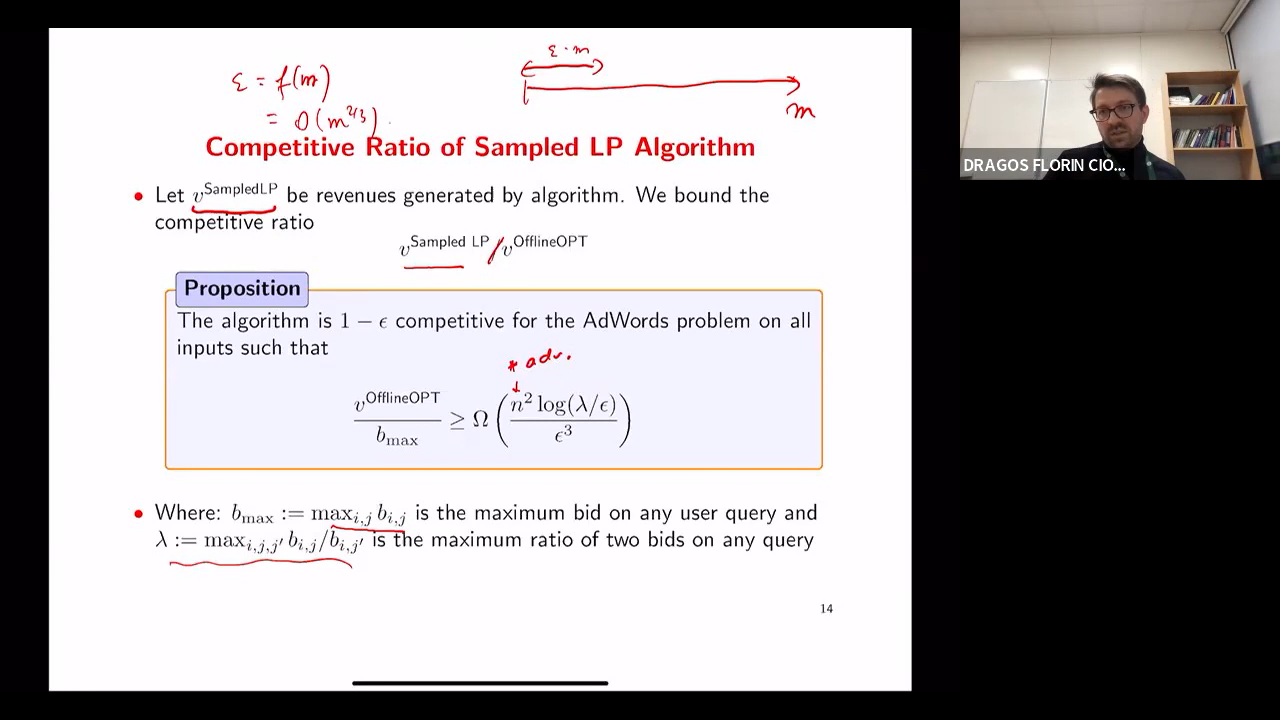 ε = f(m)
= O(m^{2/3}).
ε · m
m
Competitive Ratio of Sampled LP Algorithm
• Let v^{SampledLP} be revenues generated by algorithm. We bound the
competitive ratio
v^{Sampled LP}/v^{OfflineOPT}
Proposition
The algorithm is 1 − ϵ competitive for the AdWords problem on all
inputs such that
* adv.
v^{OfflineOPT} / b_{max} ≥ Ω ( n^2 log(λ/ϵ) / ϵ^3 )
• Where: b_{max} := max_{i,j} b_{i,j} is the maximum bid on any user query and
λ := max_{i,j,j'} b_{i,j}/b_{i,j'} is the maximum ratio of two bids on any query
14
DRAGOS FLORIN CIO...